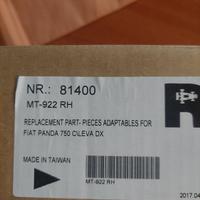 NR.: 81400
MT-922 RH
REPLACEMENT PART- PIECES ADAPTABLES FOR
FIAT PANDA 750 C\LEVA DX
R
MADE IN TAIWAN
MT-922 RH
2017.04